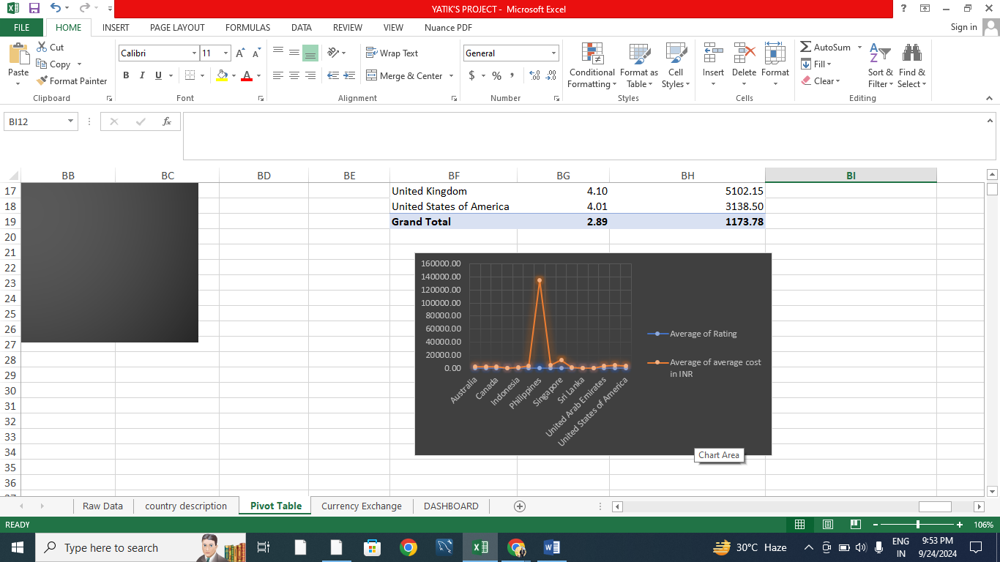 YATIK'S PROJECT - Microsoft Excel
?
FILE HOME INSERT PAGE LAYOUT FORMULAS DATA REVIEW VIEW Nuance PDF Sign in
Paste
Cut
Copy
Format Painter
Clipboard
Calibri 11 A A
B I U A
Font
Wrap Text
Merge & Center
Alignment
General
$ % ,
Number
Conditional Formatting
Format as Table
Cell Styles
Styles
Insert Delete Format
Cells
AutoSum
Fill
Clear
Sort & Filter
Find & Select
Editing
BI12 fx
BB BC BD BE BF BG BH BI
17 United Kingdom 4.10 5102.15
18 United States of America 4.01 3138.50
19 Grand Total 2.89 1173.78
20
21
22
23
24
25
26
27
28
29
30
31
32
33
34
35
36
160000.00
140000.00
120000.00
100000.00
80000.00
60000.00
40000.00
20000.00
0.00
Australia
Canada
Indonesia
Philippines
Singapore
Sri Lanka
United Arab Emirates
United States of America
Average of Rating
Average of average cost
in INR
Chart Area
Raw Data country description Pivot Table Currency Exchange DASHBOARD
READY 106%
Type here to search
30°C Haze
ENG
IN
9:53 PM
9/24/2024